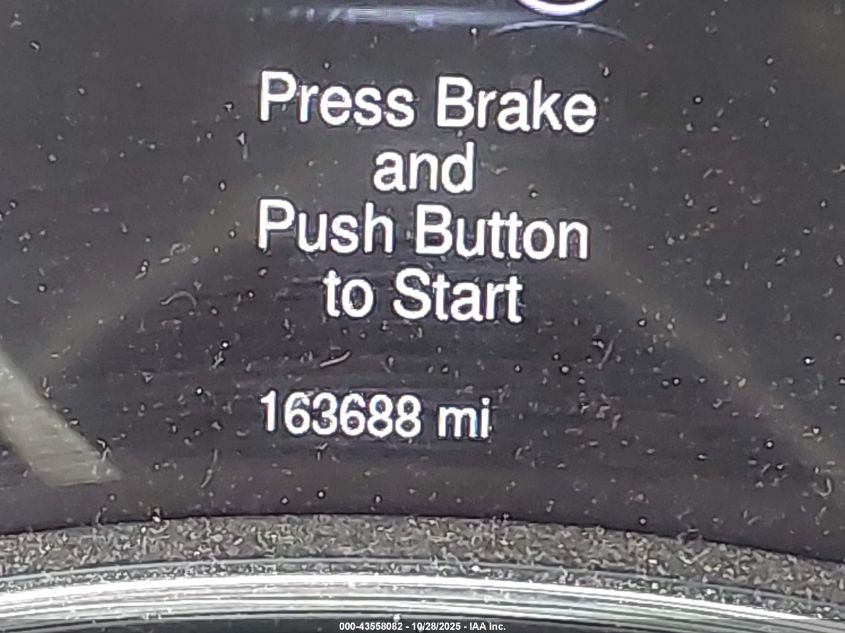 Press Brake
and
Push Button
to Start
163688 mi
000-43558082 - 10/28/2025 - IAA Inc.